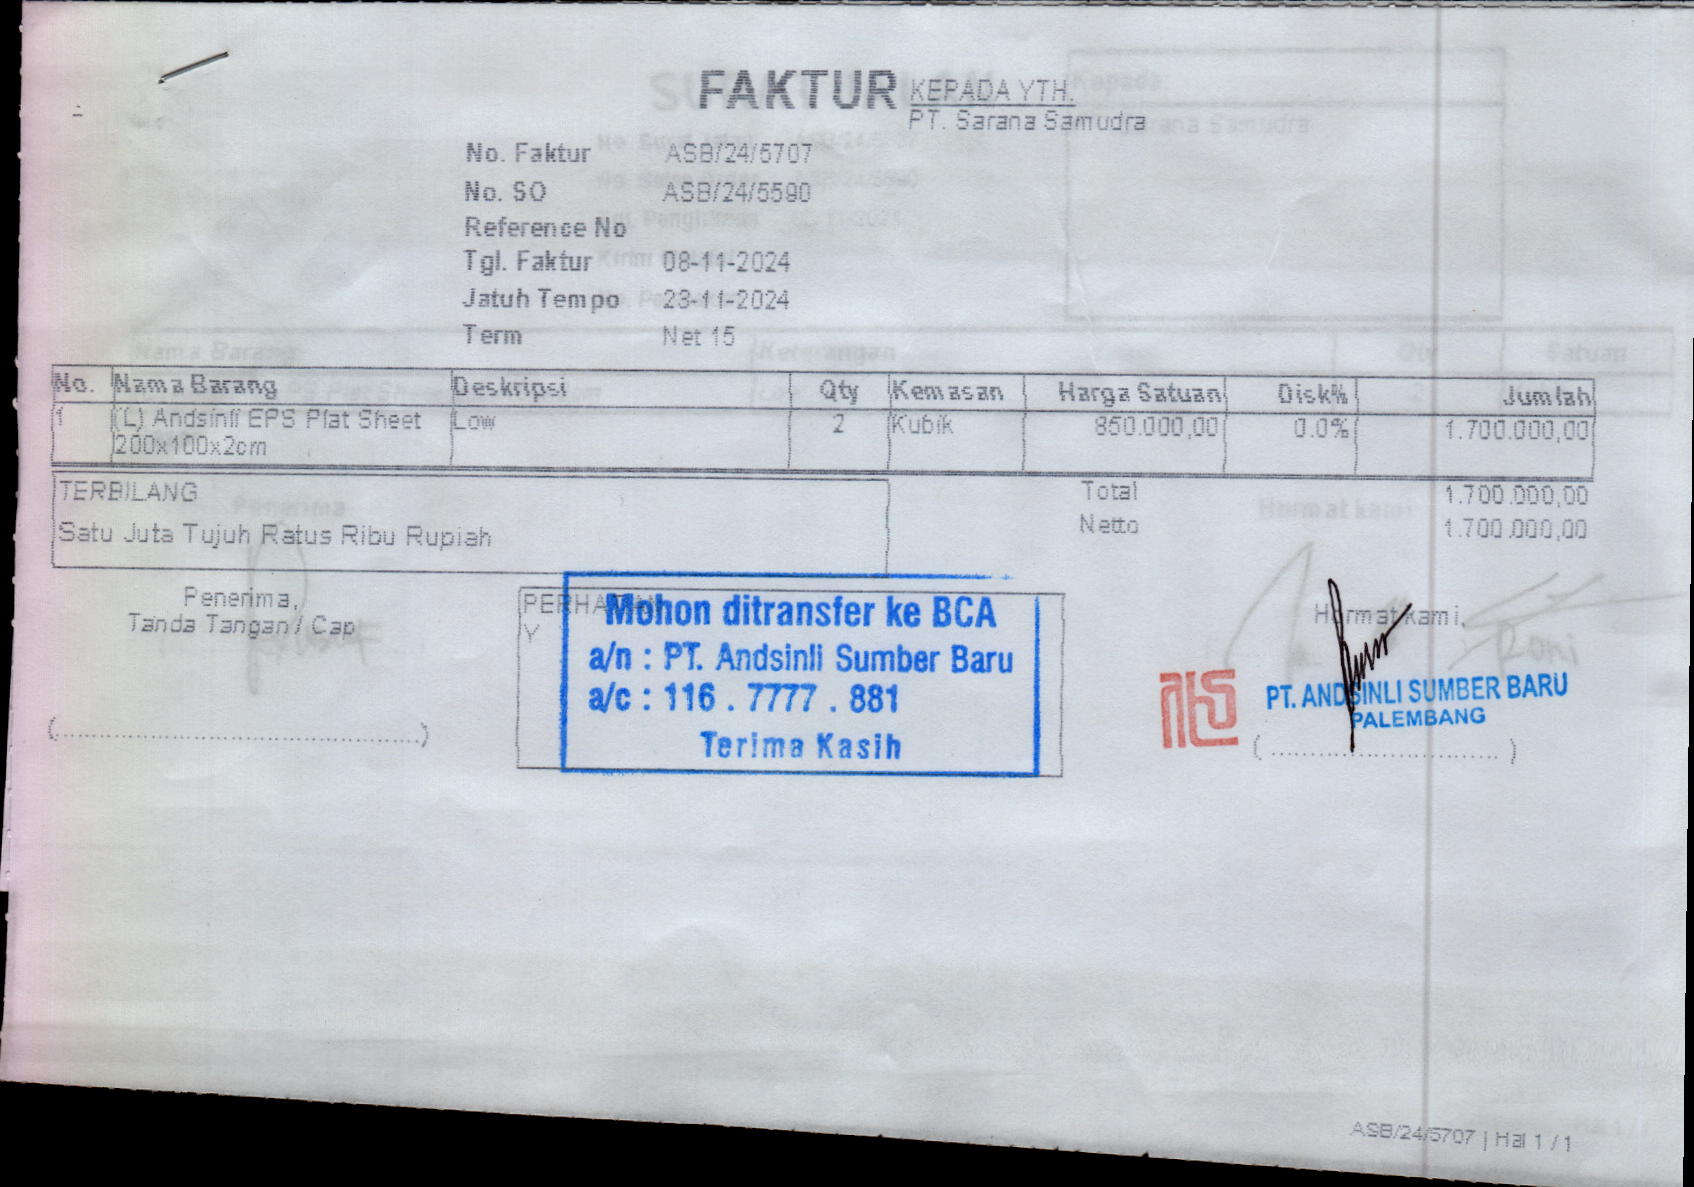 FAKTUR
KEPADA YTH.
PT. Sarana Samudra
No. Faktur ASB/24/5707
No. SO ASB/24/5590
Reference No
Tgl. Faktur 08-11-2024
Jatuh Tempo 23-11-2024
Term Net 15
No. Nama Barang Deskripsi Qty Kemasan Harga Satuan Disk% Jumlah
1 (L) Andsinli EPS Plat Sheet Low 2 Kubik 850.000,00 0.0% 1.700.000,00
200x100x2cm
TERBILANG
Satu Juta Tujuh Ratus Ribu Rupiah
Total 1.700.000,00
Netto 1.700.000,00
Penerima,
Tanda Tangan / Cap
(..........................................)
PERHATIAN
Y
Mohon ditransfer ke BCA
a/n : PT. Andsinli Sumber Baru
a/c : 116 . 7777 . 881
Terima Kasih
Hormat kami,
PT. ANDSINLI SUMBER BARU
PALEMBANG
(............................)
ASB/24/5707 | Hal 1 / 1